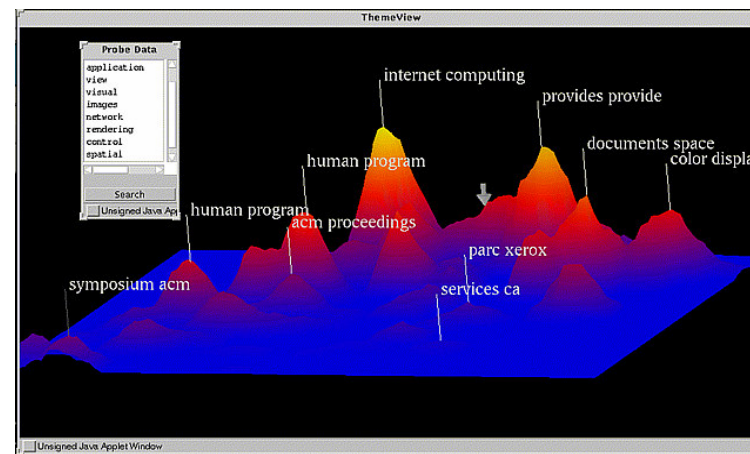 ThemeView
Probe Data
application
view
visual
images
network
rendering
control
spatial
Search
Unsigned Java Ap
internet computing
provides provide
documents space
color displa
human program
human program
acm proceedings
parc xerox
services ca
symposium acm
Unsigned Java Applet Window